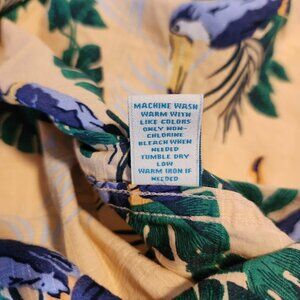 MACHINE WASH
WARM WITH
LIKE COLORS
ONLY NON-
CHLORINE
BLEACH WHEN
NEEDED
TUMBLE DRY
LOW
WARM IRON IF
NEEDED